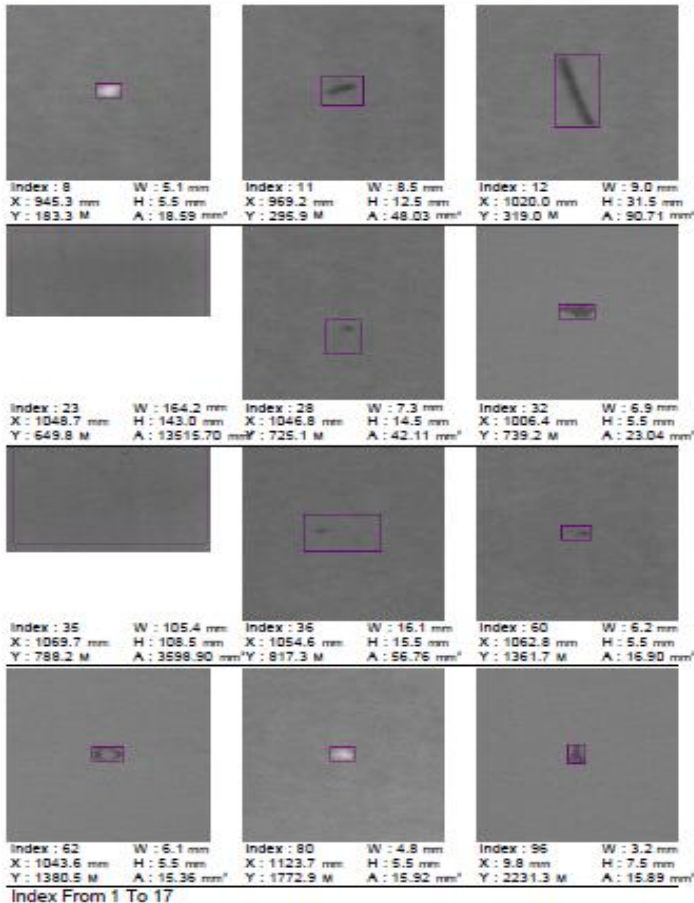 Index : 8 W : 5.1 mm Index : 11 W : 8.5 mm Index : 12 W : 9.0 mm
X : 945.3 mm H : 5.5 mm X : 969.2 mm H : 12.5 mm X : 1020.0 mm H : 31.5 mm
Y : 183.3 M A : 18.59 mm² Y : 295.9 M A : 48.03 mm² Y : 319.0 M A : 90.71 mm²
Index : 23 W : 164.2 mm Index : 28 W : 7.3 mm Index : 32 W : 6.9 mm
X : 1048.7 mm H : 143.0 mm X : 1046.8 mm H : 14.5 mm X : 1006.4 mm H : 5.5 mm
Y : 649.8 M A : 13515.70 mm² Y : 725.1 M A : 42.11 mm² Y : 739.2 M A : 23.04 mm²
Index : 35 W : 105.4 mm Index : 36 W : 16.1 mm Index : 60 W : 6.2 mm
X : 1069.7 mm H : 108.5 mm X : 1054.6 mm H : 15.5 mm X : 1062.8 mm H : 5.5 mm
Y : 788.2 M A : 3598.90 mm² Y : 817.3 M A : 56.76 mm² Y : 1361.7 M A : 16.90 mm²
Index : 62 W : 6.1 mm Index : 80 W : 4.8 mm Index : 96 W : 3.2 mm
X : 1043.6 mm H : 5.5 mm X : 1123.7 mm H : 5.5 mm X : 9.8 mm H : 7.5 mm
Y : 1380.5 M A : 15.36 mm² Y : 1772.9 M A : 15.92 mm² Y : 2231.3 M A : 15.89 mm²
Index From 1 To 17